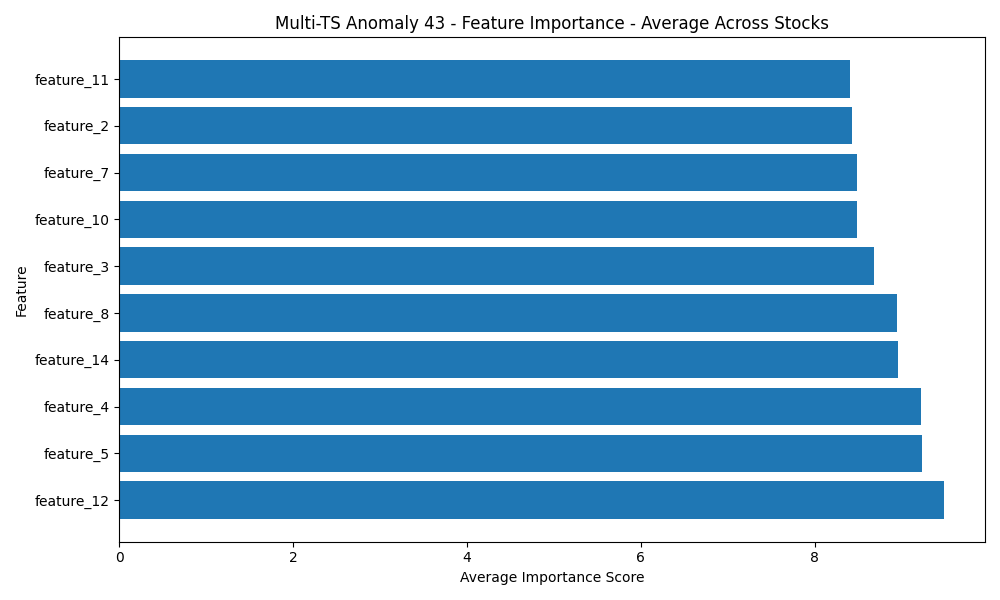 Multi-TS Anomaly 43 - Feature Importance - Average Across Stocks
feature_11
feature_2
feature_7
feature_10
feature_3
feature_8
feature_14
feature_4
feature_5
feature_12
Feature
0 2 4 6 8
Average Importance Score